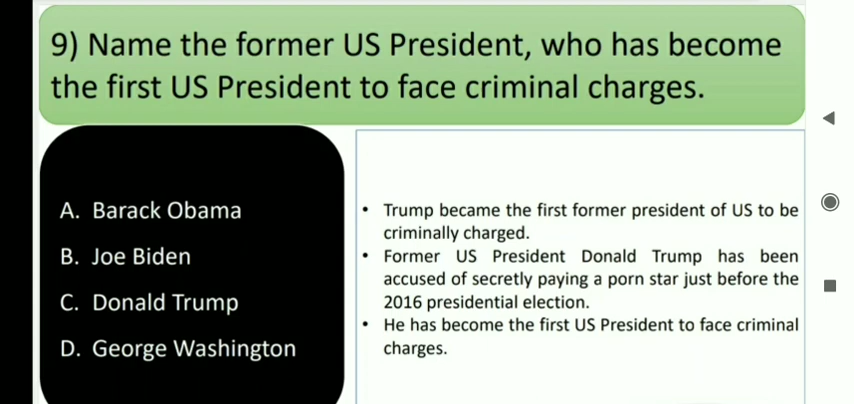 9) Name the former US President, who has become
the first US President to face criminal charges.
A. Barack Obama
B. Joe Biden
C. Donald Trump
D. George Washington
• Trump became the first former president of US to be
criminally charged.
• Former US President Donald Trump has been
accused of secretly paying a porn star just before the
2016 presidential election.
• He has become the first US President to face criminal
charges.